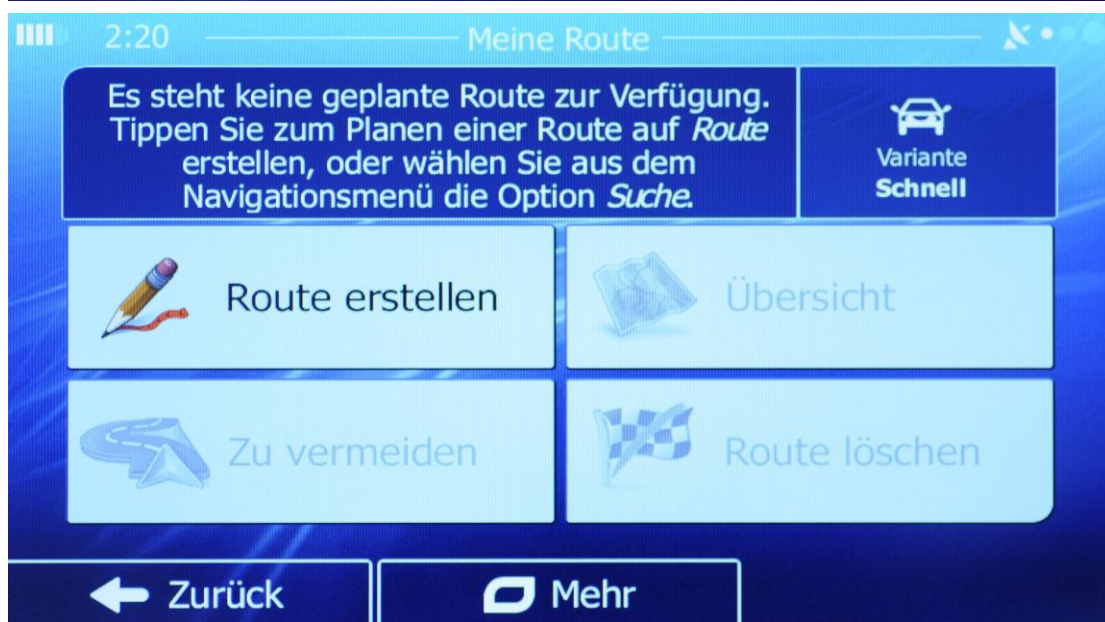 2:20
Meine Route
Es steht keine geplante Route zur Verfügung.
Tippen Sie zum Planen einer Route auf Route
erstellen, oder wählen Sie aus dem
Navigationsmenü die Option Suche.
Variante
Schnell
Route erstellen
Übersicht
Zu vermeiden
Route löschen
Zurück
Mehr